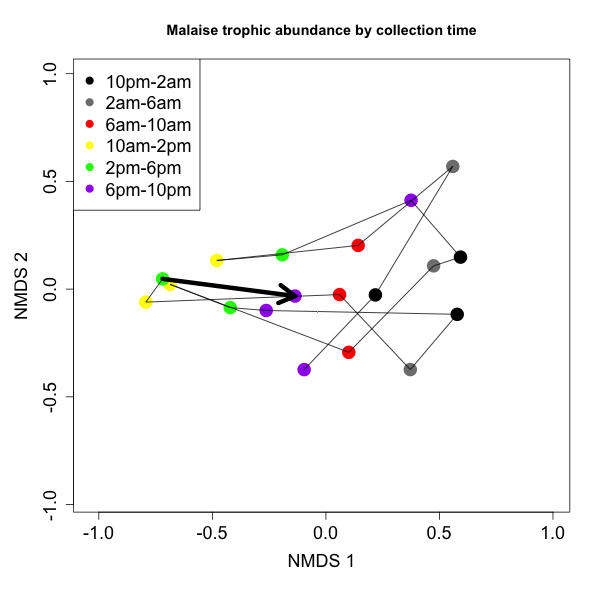 Malaise trophic abundance by collection time
10pm-2am
2am-6am
6am-10am
10am-2pm
2pm-6pm
6pm-10pm
1.0
0.5
0.0
-0.5
-1.0
NMDS 2
-1.0 -0.5 0.0 0.5 1.0
NMDS 1